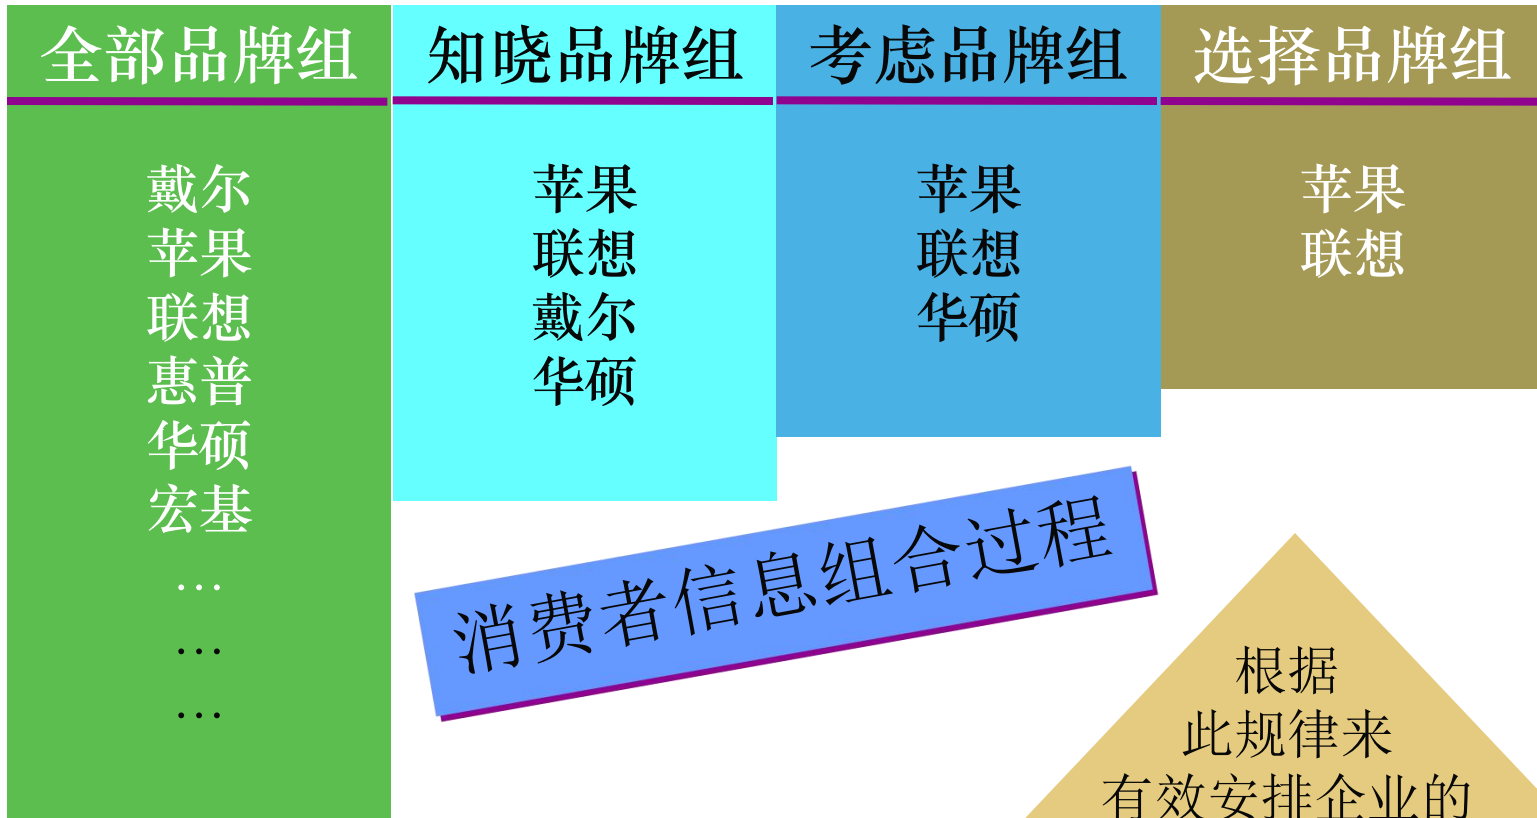 全部品牌组
戴尔
苹果
联想
惠普
华硕
宏基
…
…
…
知晓品牌组
苹果
联想
戴尔
华硕
考虑品牌组
苹果
联想
华硕
选择品牌组
苹果
联想
消费者信息组合过程
根据
此规律来
有效安排企业的